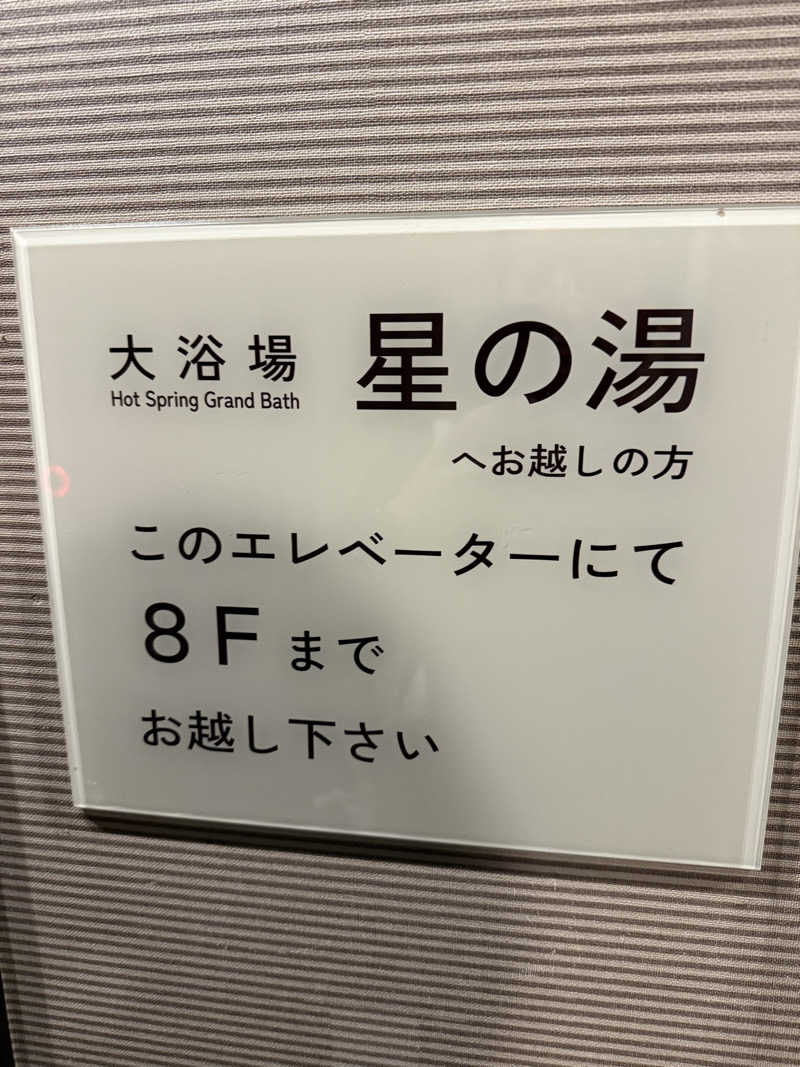 大浴場 星の湯
Hot Spring Grand Bath
へお越しの方
このエレベーターにて
8Fまで
お越し下さい